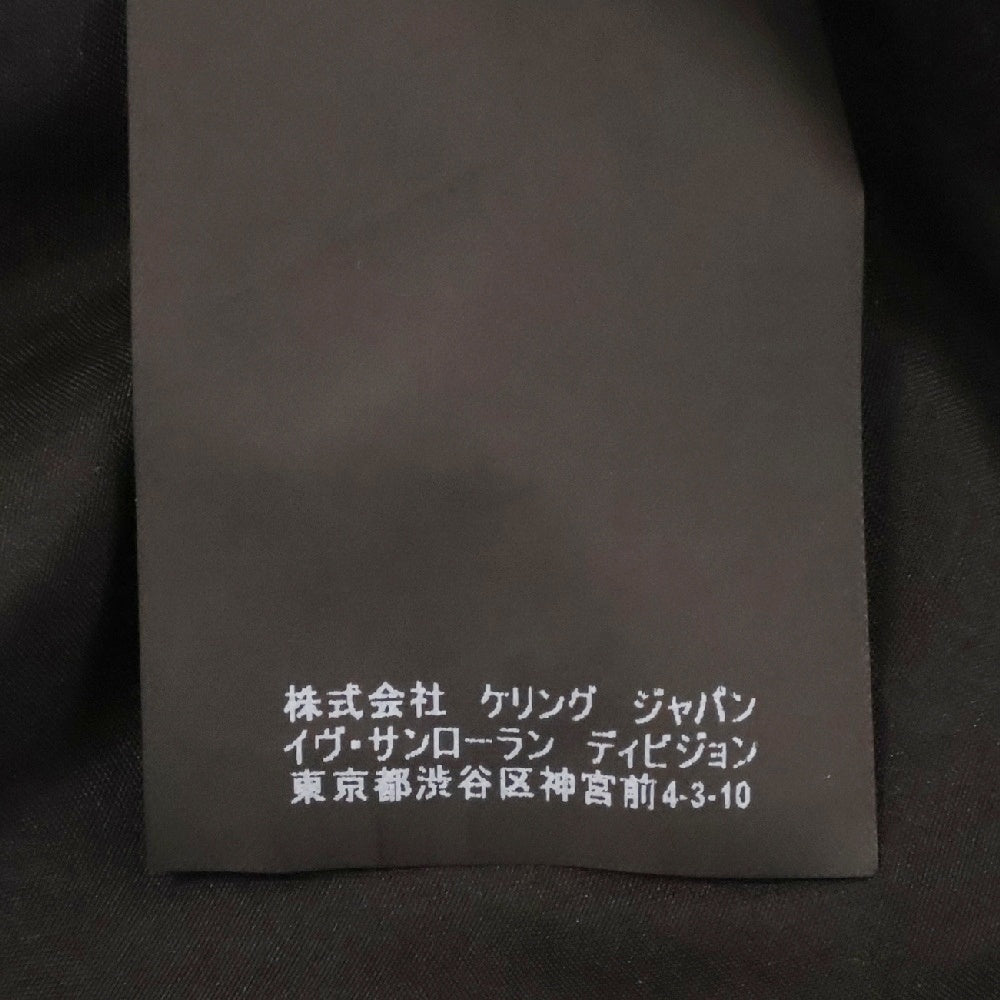 株式会社 ケリング ジャパン
イヴ・サンローラン ディビジョン
東京都渋谷区神宮前4-3-10